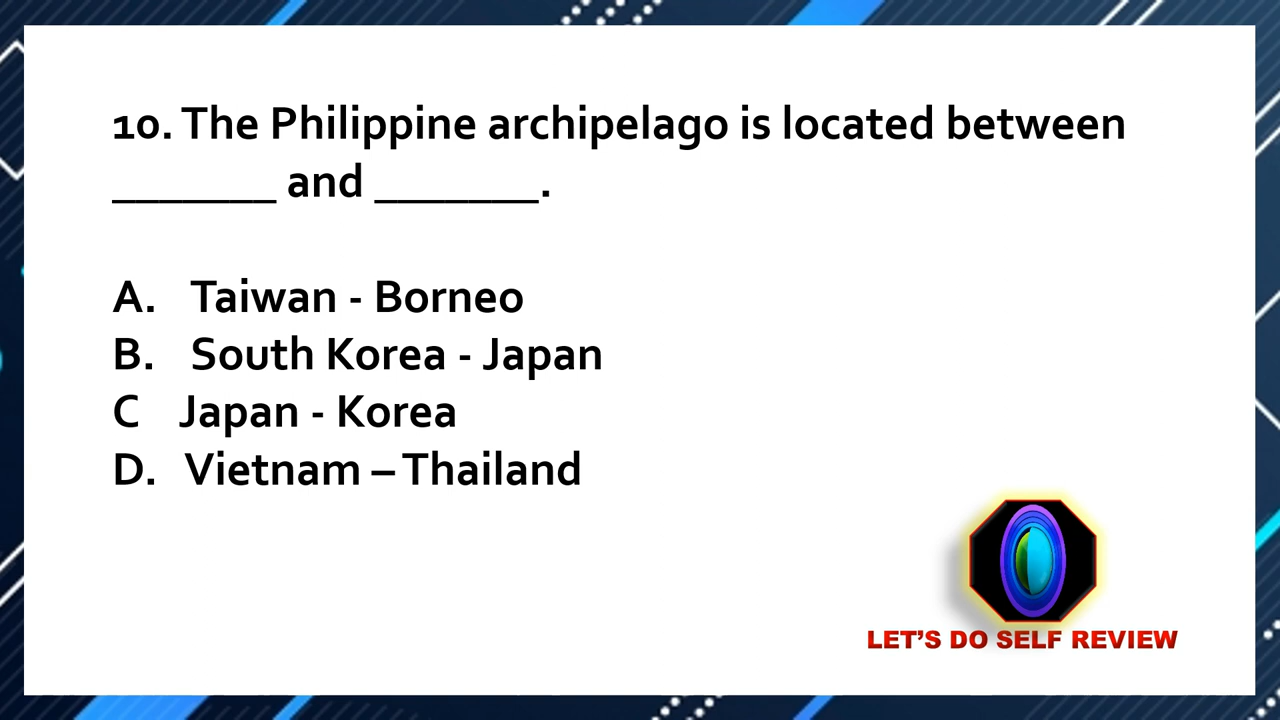 10. The Philippine archipelago is located between
_______ and _______.
A. Taiwan - Borneo
B. South Korea - Japan
C Japan - Korea
D. Vietnam – Thailand
LET'S DO SELF REVIEW